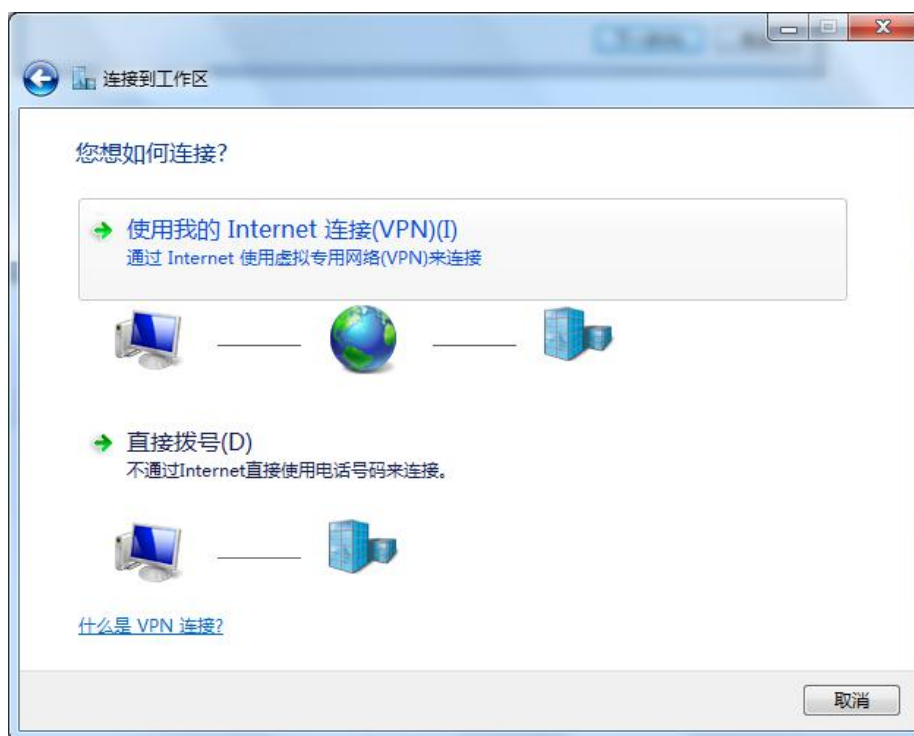 连接到工作区
您想如何连接?
使用我的 Internet 连接(VPN)(I)
通过 Internet 使用虚拟专用网络(VPN)来连接
直接拨号(D)
不通过Internet直接使用电话号码来连接。
什么是 VPN 连接?
取消